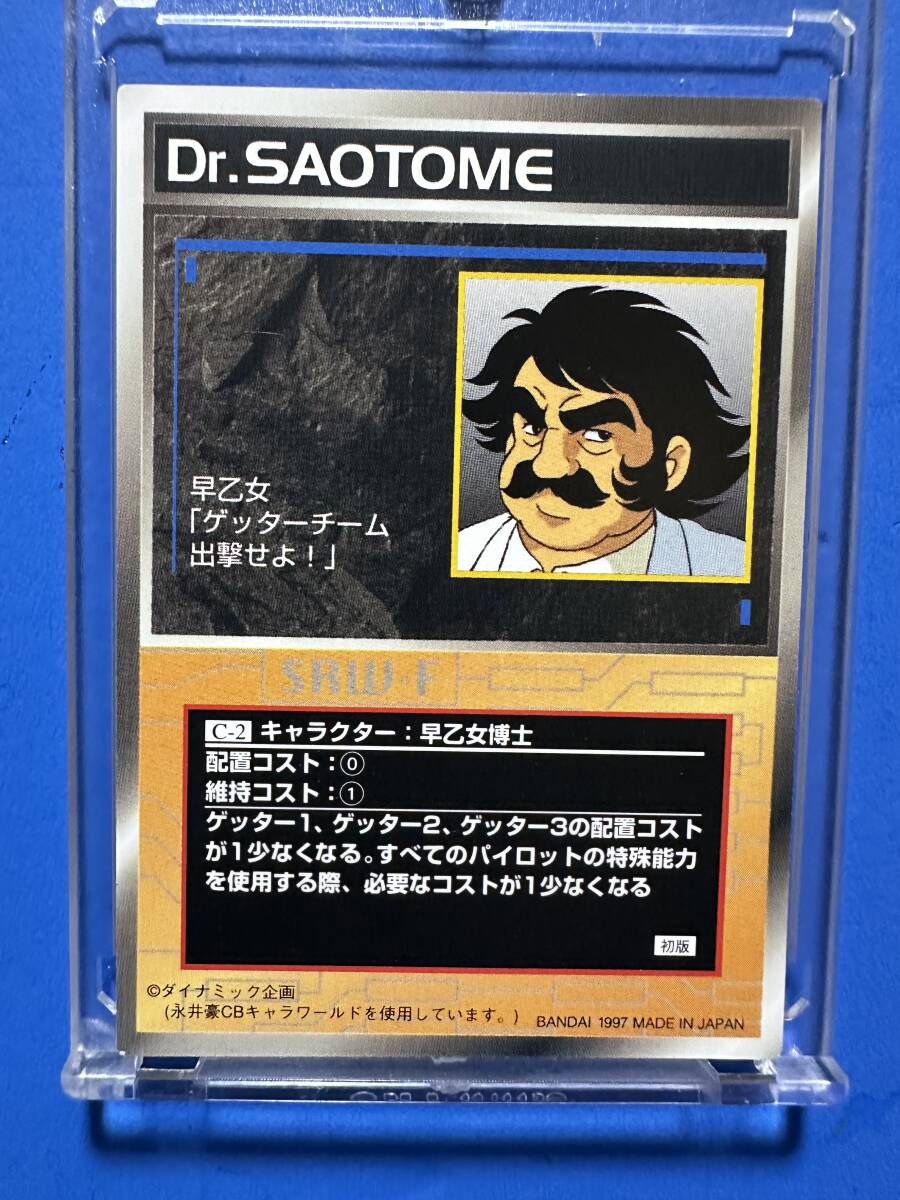 Dr.SAOTOME
早乙女
「ゲッターチーム
出撃せよ！」
SRW・F
C-2 キャラクター：早乙女博士
配置コスト：⓪
維持コスト：①
ゲッター1、ゲッター2、ゲッター3の配置コスト
が1少なくなる。すべてのパイロットの特殊能力
を使用する際、必要なコストが1少なくなる
初版
©ダイナミック企画
(永井豪CBキャラワールドを使用しています。)
BANDAI 1997 MADE IN JAPAN